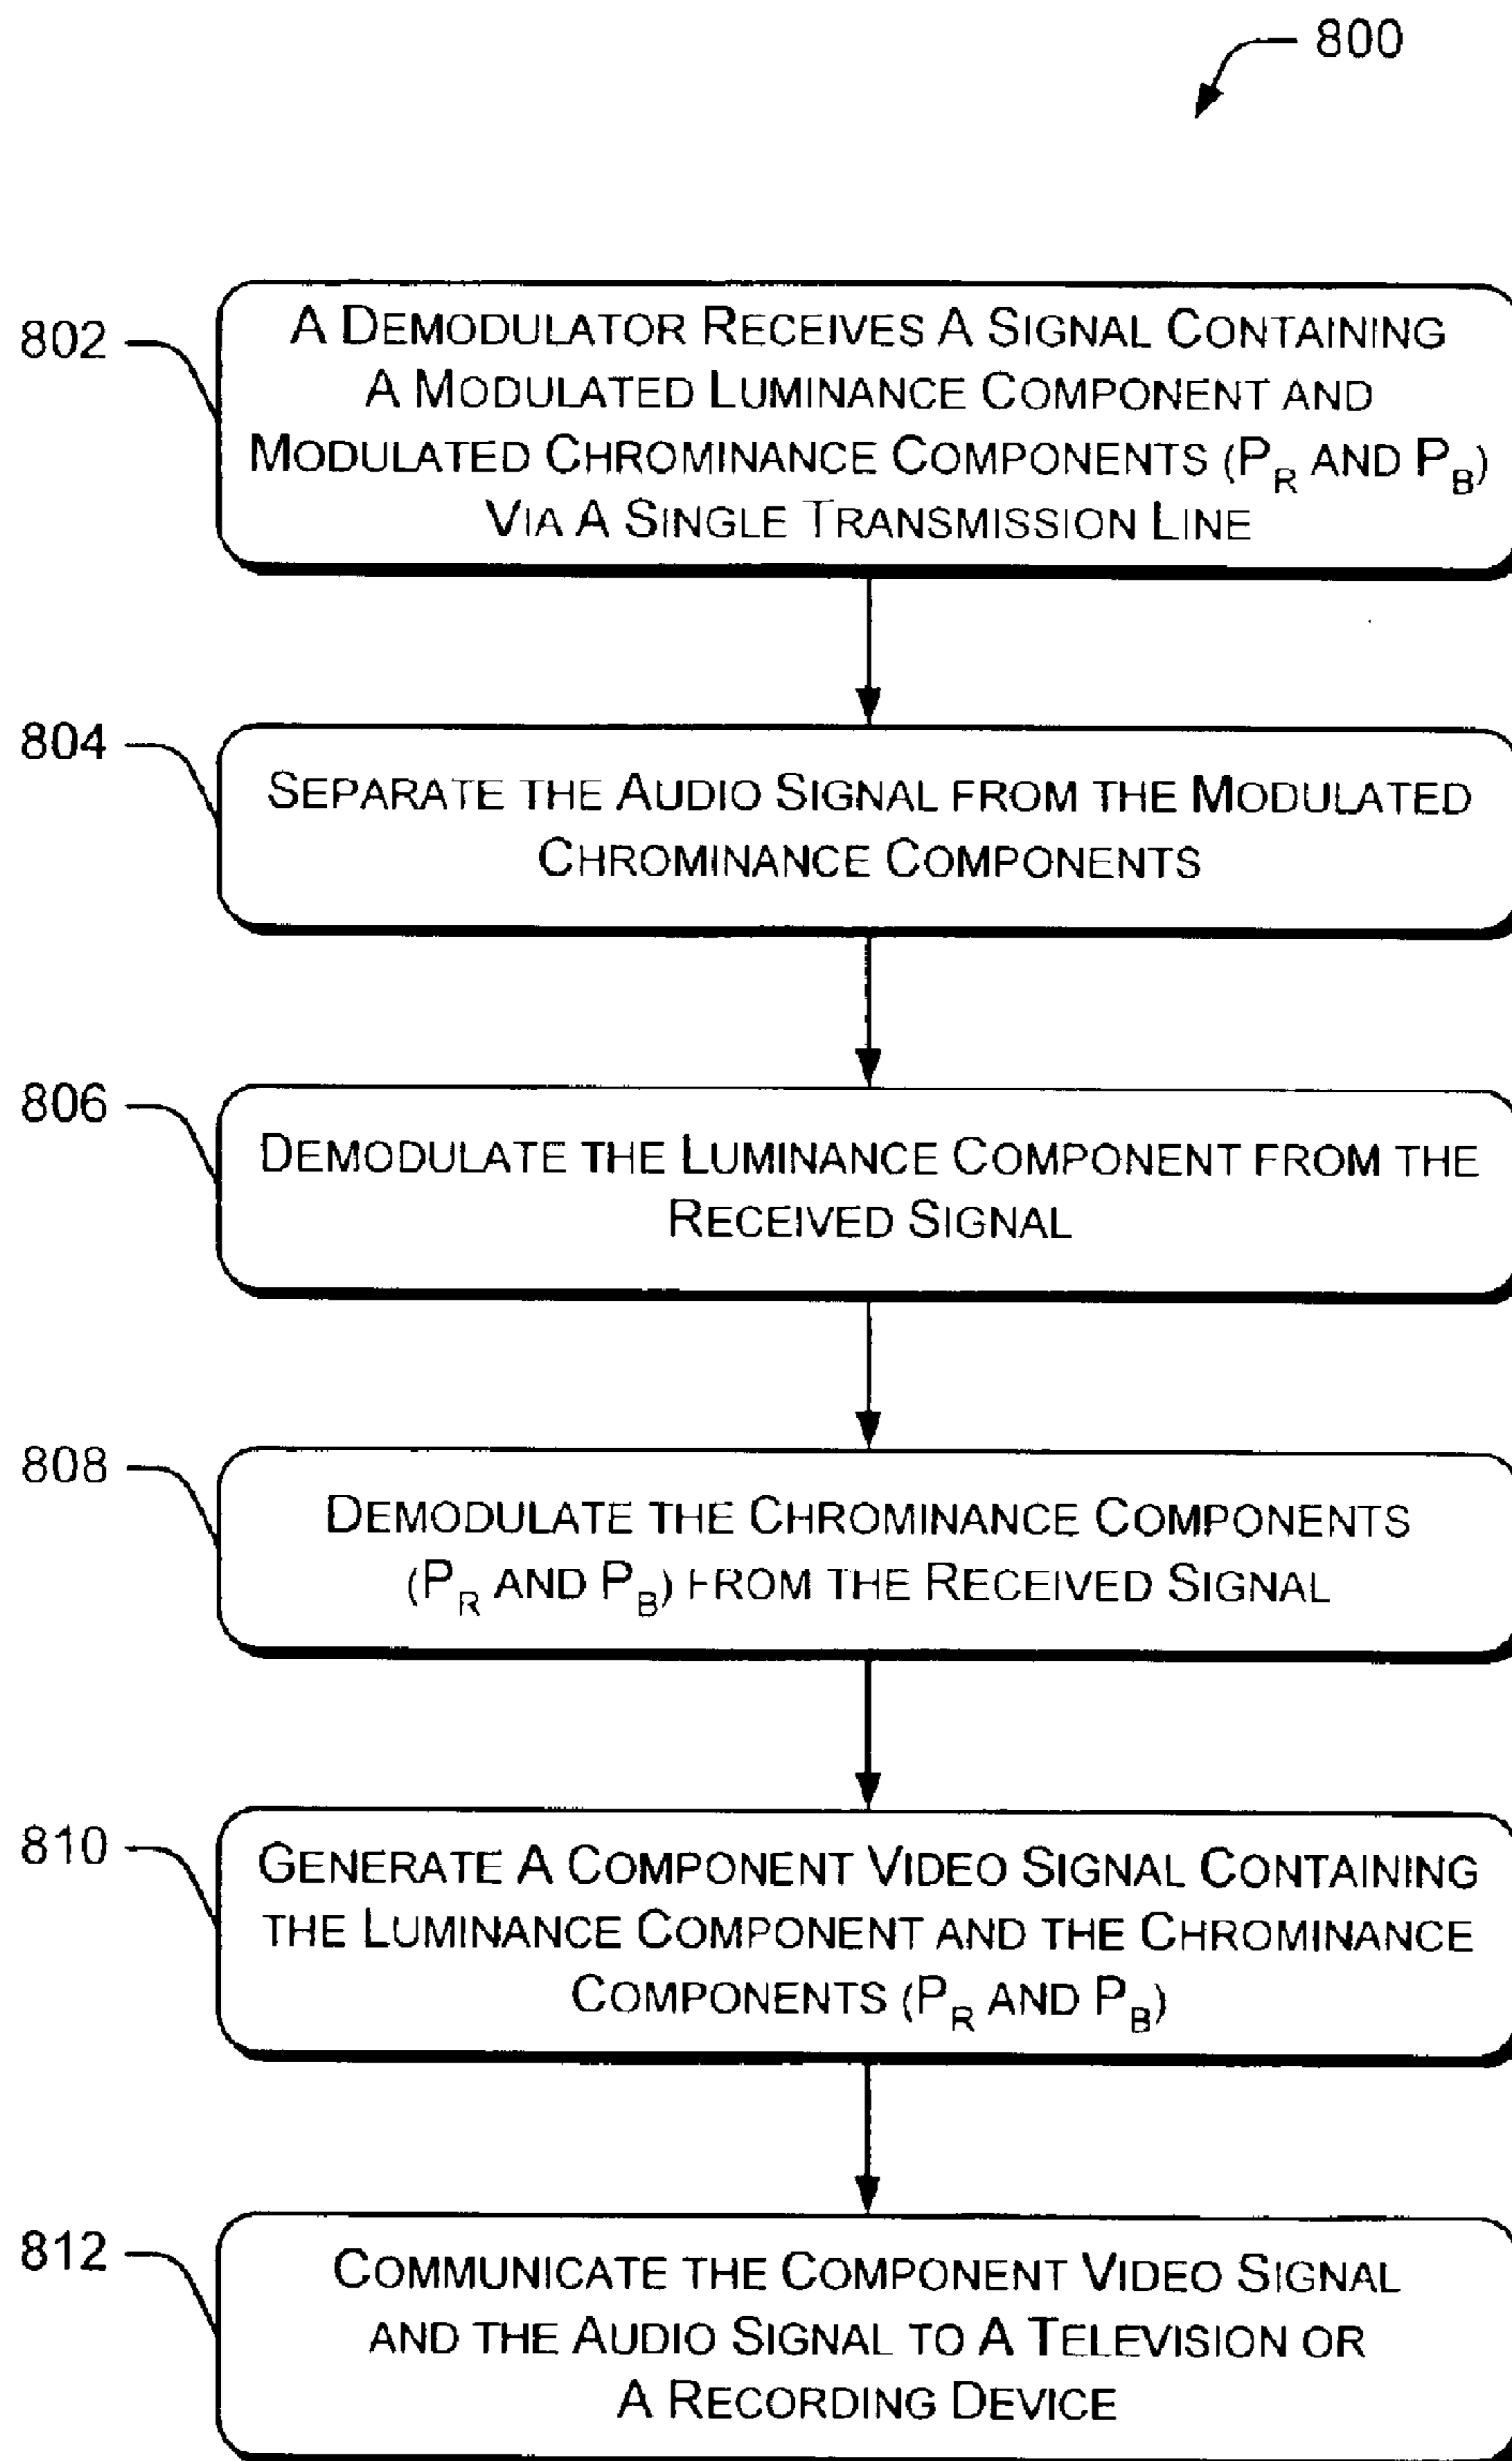 800
802
A DEMODULATOR RECEIVES A SIGNAL CONTAINING
A MODULATED LUMINANCE COMPONENT AND
MODULATED CHROMINANCE COMPONENTS (PR AND PB)
VIA A SINGLE TRANSMISSION LINE
804
SEPARATE THE AUDIO SIGNAL FROM THE MODULATED
CHROMINANCE COMPONENTS
806
DEMODULATE THE LUMINANCE COMPONENT FROM THE
RECEIVED SIGNAL
808
DEMODULATE THE CHROMINANCE COMPONENTS
(PR AND PB) FROM THE RECEIVED SIGNAL
810
GENERATE A COMPONENT VIDEO SIGNAL CONTAINING
THE LUMINANCE COMPONENT AND THE CHROMINANCE
COMPONENTS (PR AND PB)
812
COMMUNICATE THE COMPONENT VIDEO SIGNAL
AND THE AUDIO SIGNAL TO A TELEVISION OR
A RECORDING DEVICE